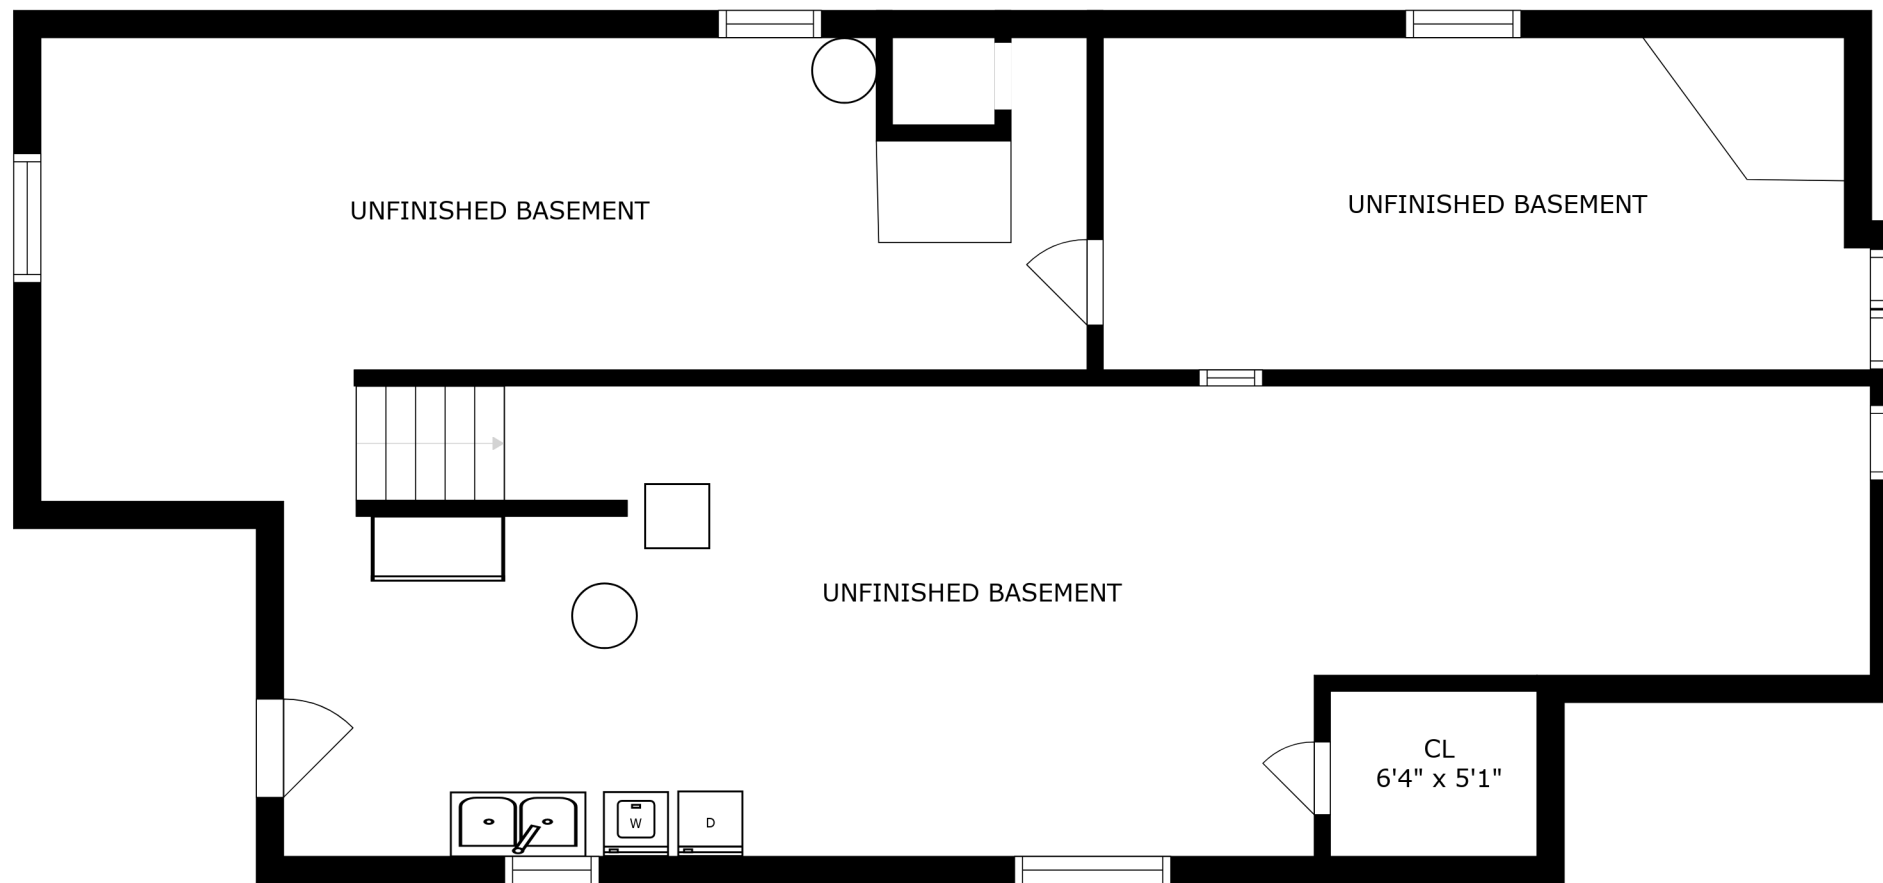 UNFINISHED BASEMENT
UNFINISHED BASEMENT
UNFINISHED BASEMENT
CL
6'4" x 5'1"
W
D